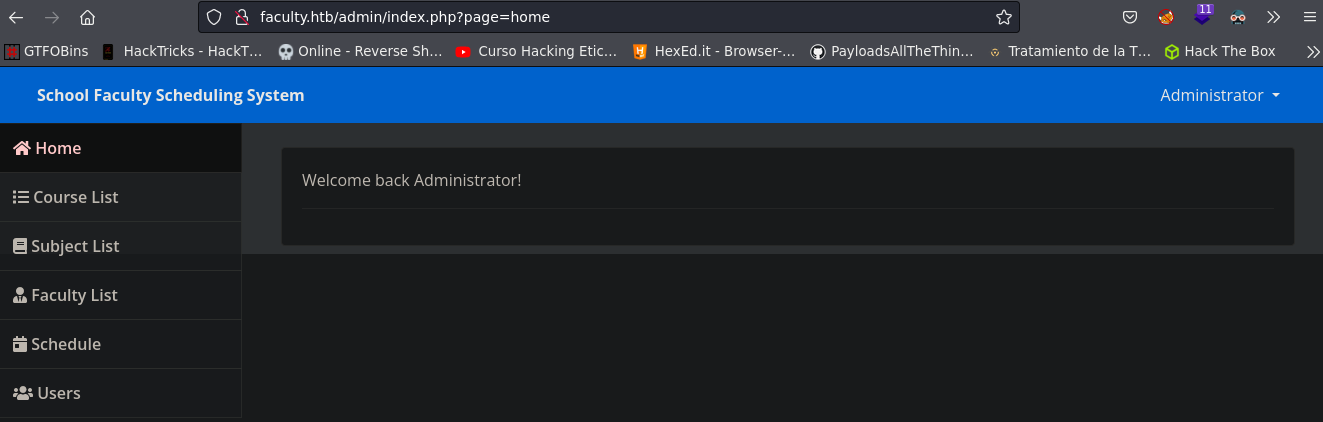 faculty.htb/admin/index.php?page=home
11
GTFOBins HackTricks - HackT… Online - Reverse Sh… Curso Hacking Etic… HexEd.it - Browser-… PayloadsAllTheThin… Tratamiento de la T… Hack The Box
School Faculty Scheduling System Administrator
Home
Welcome back Administrator!
Course List
Subject List
Faculty List
Schedule
Users